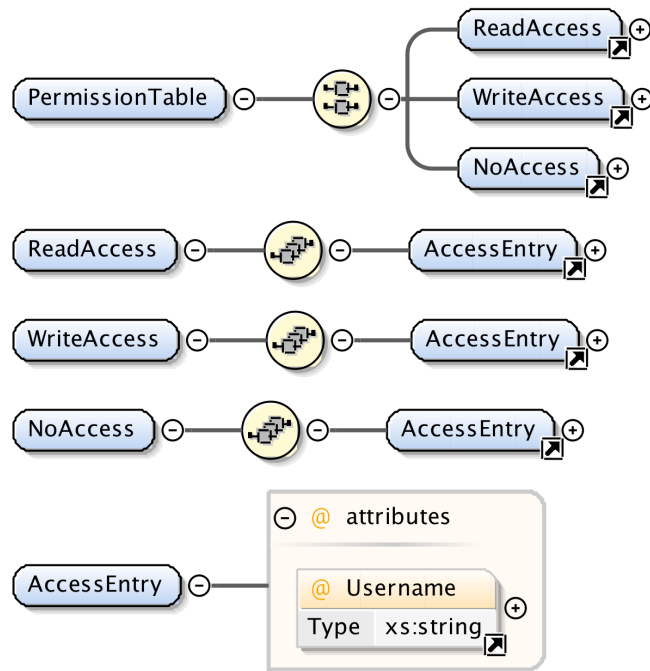 ReadAccess
PermissionTable
WriteAccess
NoAccess
ReadAccess
AccessEntry
WriteAccess
AccessEntry
NoAccess
AccessEntry
@ attributes
AccessEntry
@ Username
Type xs:string